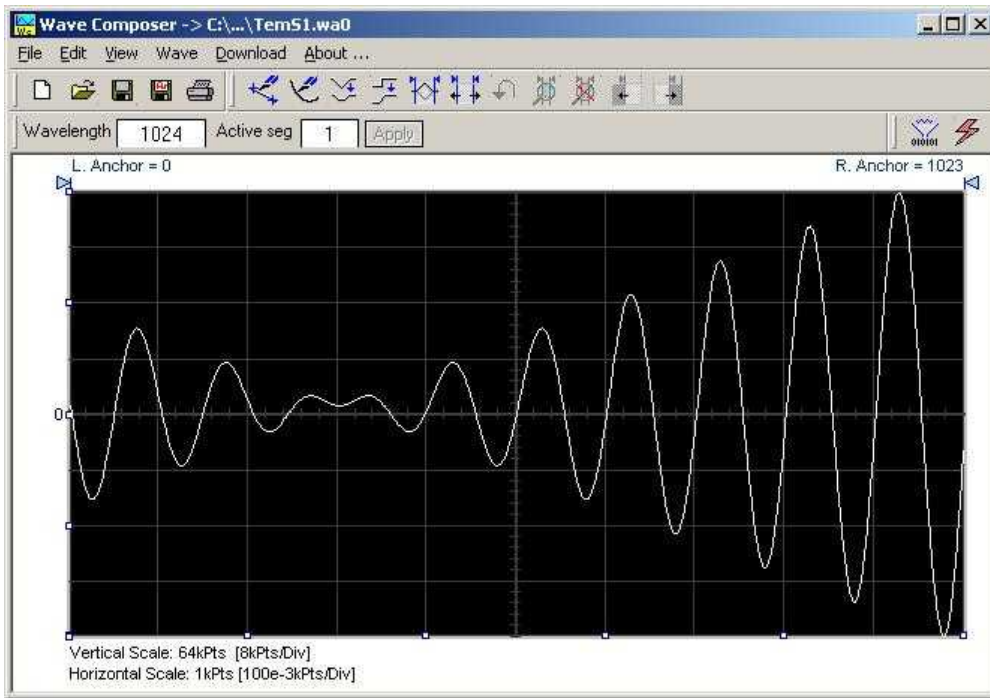 Wave Composer -> C:\...\TemS1.wa0
File Edit View Wave Download About ...
Wavelength 1024 Active seg 1 Apply
010101
L. Anchor = 0 R. Anchor = 1023
0
Vertical Scale: 64kPts [8kPts/Div]
Horizontal Scale: 1kPts [100e-3kPts/Div]